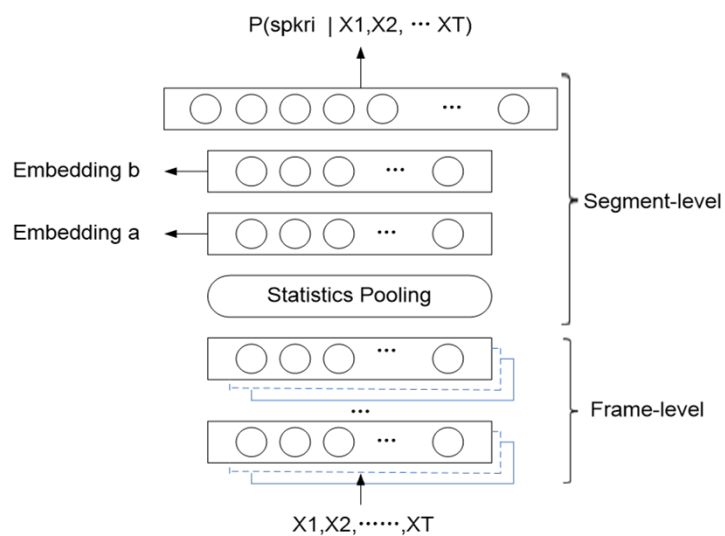 P(spkri | X1,X2, ··· XT)
···
Embedding b
···
Embedding a
···
Segment-level
Statistics Pooling
···
···
Frame-level
···
X1,X2,······,XT